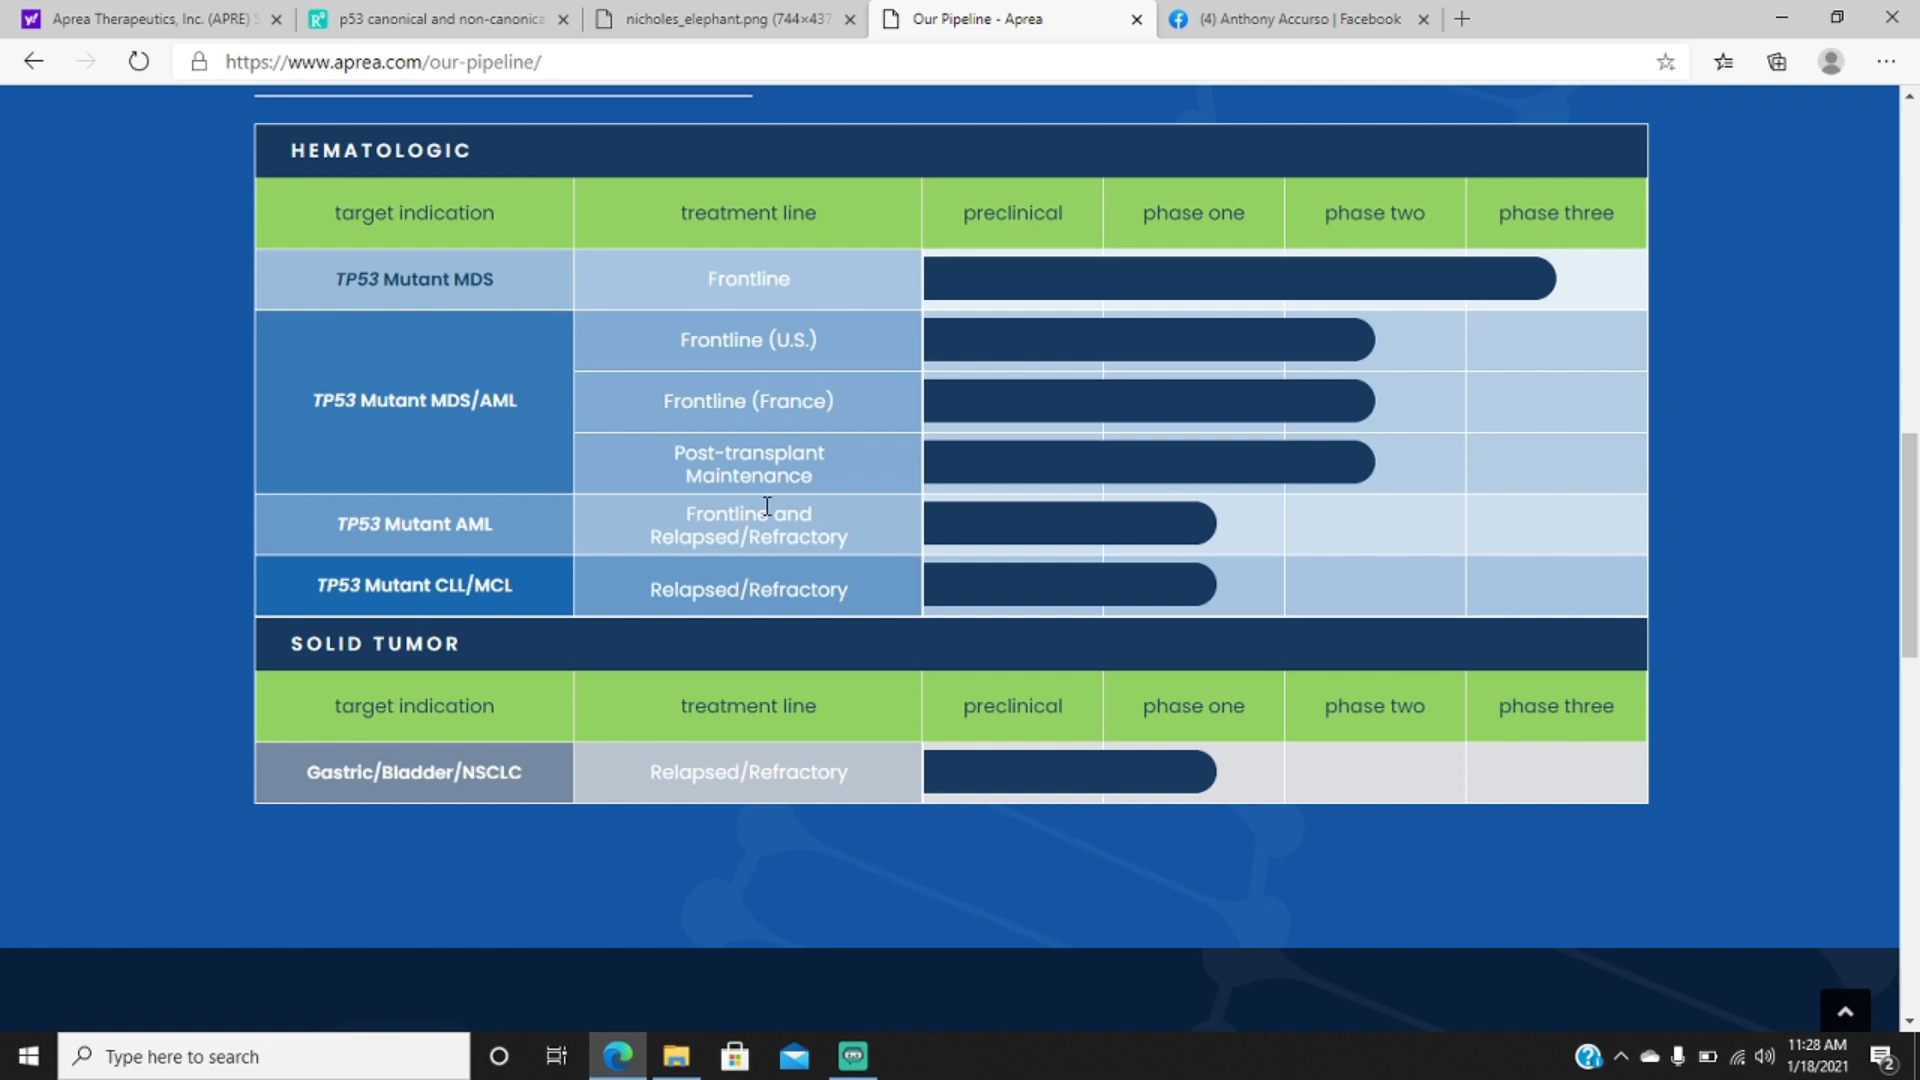 Aprea Therapeutics, Inc. (APRE) S
p53 canonical and non-canonica
nicholes_elephant.png (744×437
Our Pipeline - Aprea
(4) Anthony Accurso | Facebook
https://www.aprea.com/our-pipeline/
HEMATOLOGIC
target indication treatment line preclinical phase one phase two phase three
TP53 Mutant MDS Frontline
TP53 Mutant MDS/AML
Frontline (U.S.)
Frontline (France)
Post-transplant
Maintenance
TP53 Mutant AML
Frontline and
Relapsed/Refractory
TP53 Mutant CLL/MCL Relapsed/Refractory
SOLID TUMOR
target indication treatment line preclinical phase one phase two phase three
Gastric/Bladder/NSCLC Relapsed/Refractory
Type here to search
11:28 AM
1/18/2021
2